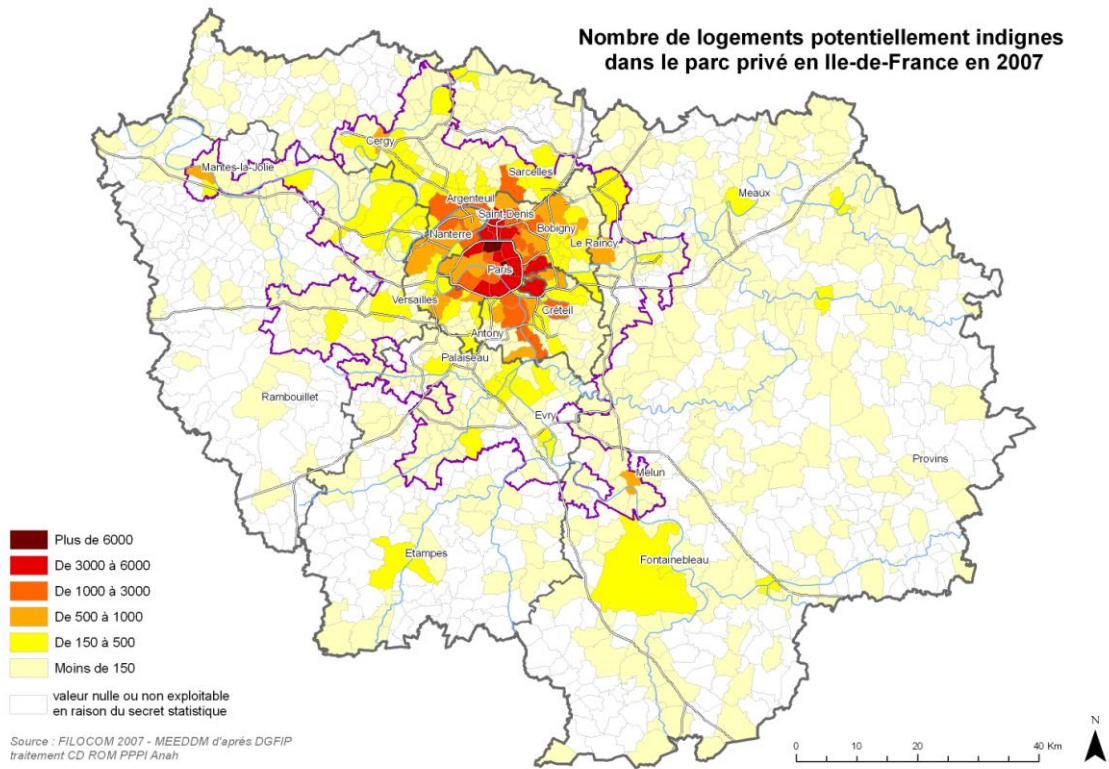 Nombre de logements potentiellement indignes
dans le parc privé en Ile-de-France en 2007
Cergy
Mantes-la-Jolie
Sarcelles
Meaux
Argenteuil
Saint-Denis
Bobigny
Nanterre
Le Raincy
Paris
Versailles
Créteil
Antony
Palaiseau
Rambouillet
Evry
Provins
Melun
Etampes
Fontainebleau
Plus de 6000
De 3000 à 6000
De 1000 à 3000
De 500 à 1000
De 150 à 500
Moins de 150
valeur nulle ou non exploitable
en raison du secret statistique
Source : FILOCOM 2007 - MEEDDM d'après DGFIP
traitement CD ROM PPPI Anah
N
0 10 20 40 Km